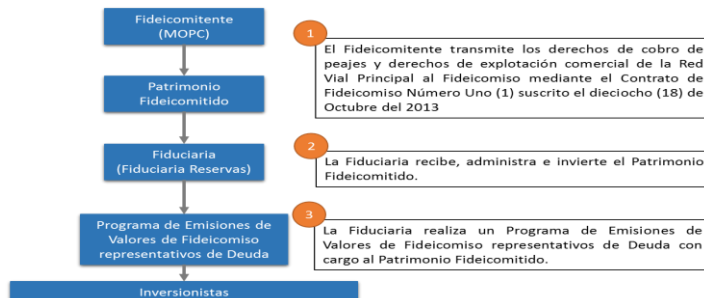 Fideicomitente
(MOPC)
1
El Fideicomitente transmite los derechos de cobro de
peajes y derechos de explotación comercial de la Red
Vial Principal al Fideicomiso mediante el Contrato de
Fideicomiso Número Uno (1) suscrito el dieciocho (18) de
Octubre del 2013
Patrimonio
Fideicomitido
2
La Fiduciaria recibe, administra e invierte el Patrimonio
Fideicomitido.
Fiduciaria
(Fiduciaria Reservas)
3
La Fiduciaria realiza un Programa de Emisiones de
Valores de Fideicomiso representativos de Deuda con
cargo al Patrimonio Fideicomitido.
Programa de Emisiones de
Valores de Fideicomiso
representativos de Deuda
Inversionistas